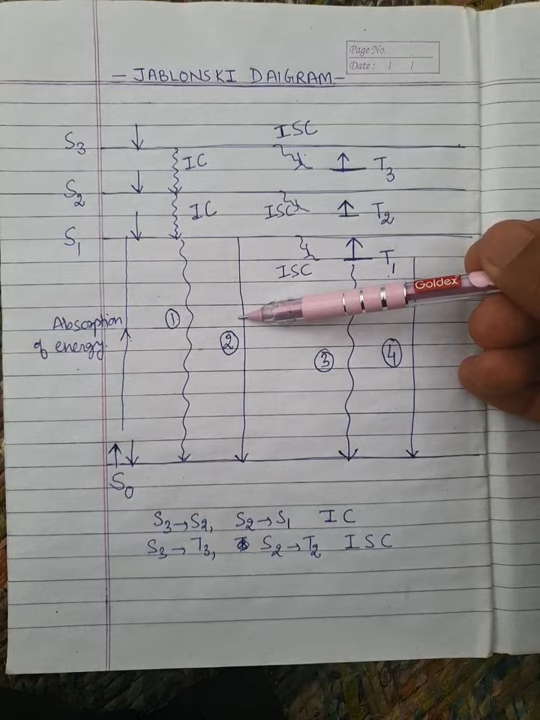 Page No.
Date: / /
- JABLONSKI DAIGRAM -
ISC
S3
IC
T3
S2
IC
ISC
T2
S1
ISC
T1
Goldex
Absorption
of energy
①
②
③
④
S0
S3→S2, S2→S1 IC
S3→T3, S2→T2 ISC